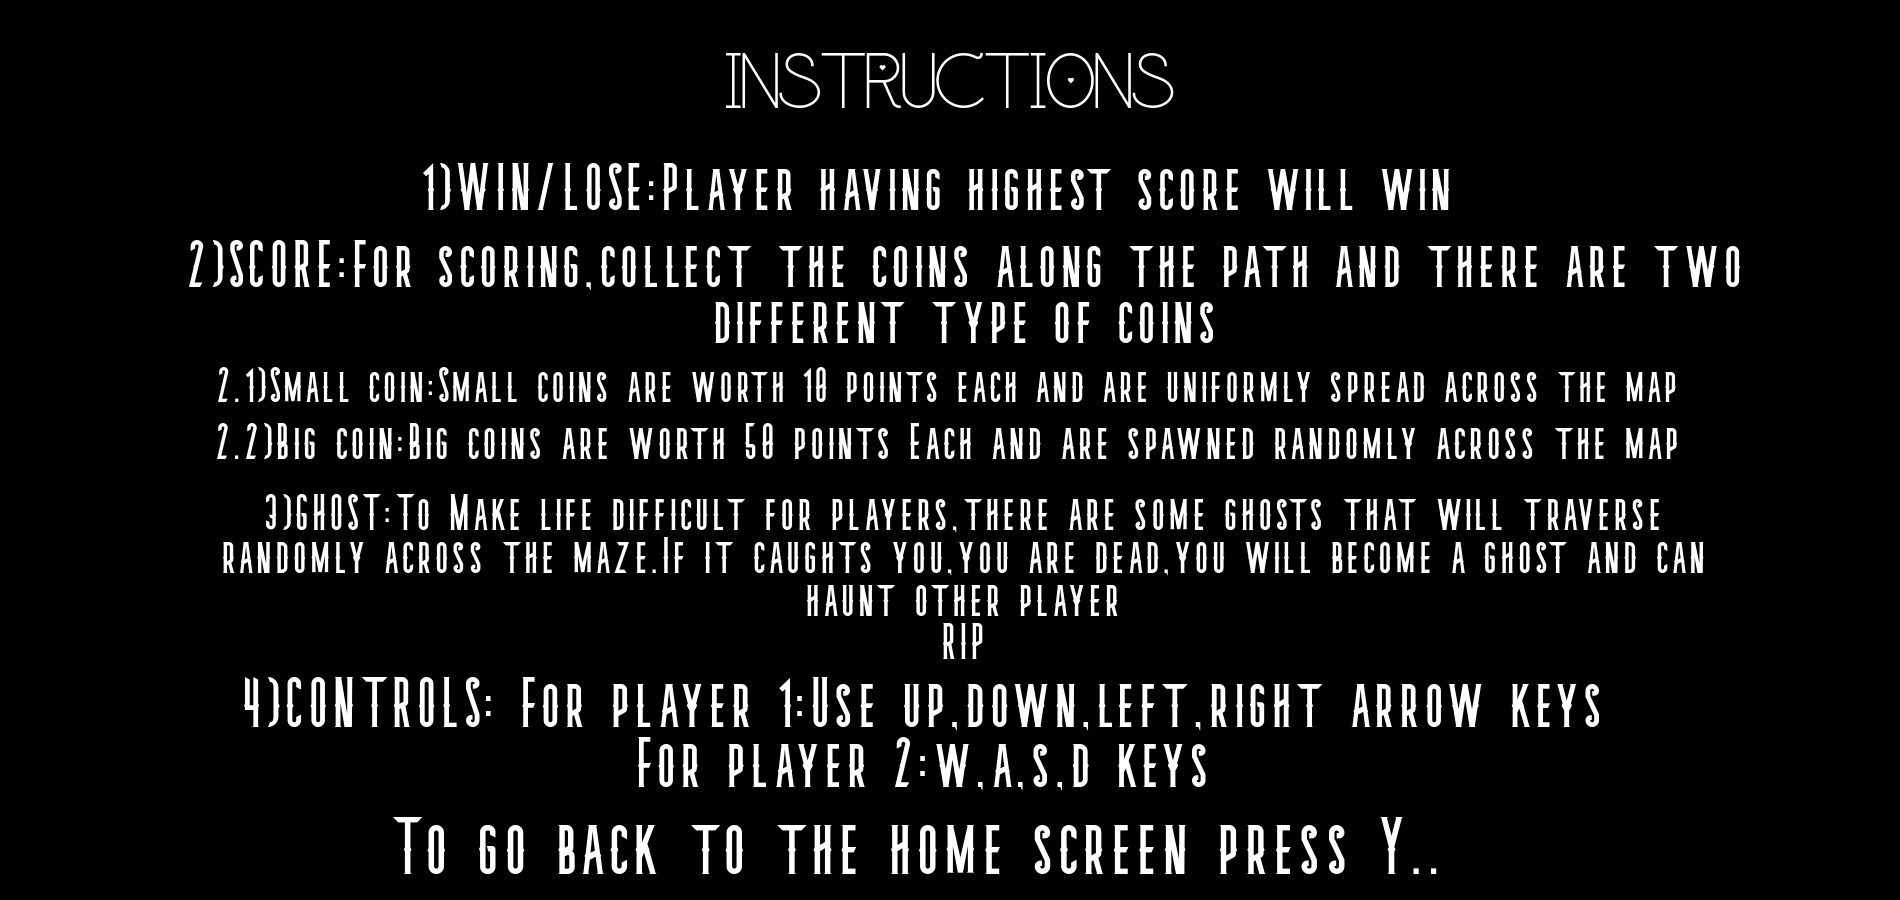 INSTRUCTIONS
1)WIN/LOSE:Player having highest score will win
2)SCORE:For scoring,collect the coins along the path and there are two
different type of coins
2.1)Small coin:Small coins are worth 10 points each and are uniformly spread across the map
2.2)Big coin:Big coins are worth 50 points Each and are spawned randomly across the map
3)GHOST:To Make life difficult for players,there are some ghosts that will traverse
randomly across the maze.If it caughts you,you are dead,you will become a ghost and can
haunt other player
RIP
4)CONTROLS: For player 1:Use up,down,left,right arrow keys
For player 2:w,a,s,d keys
To go back to the home screen press Y..